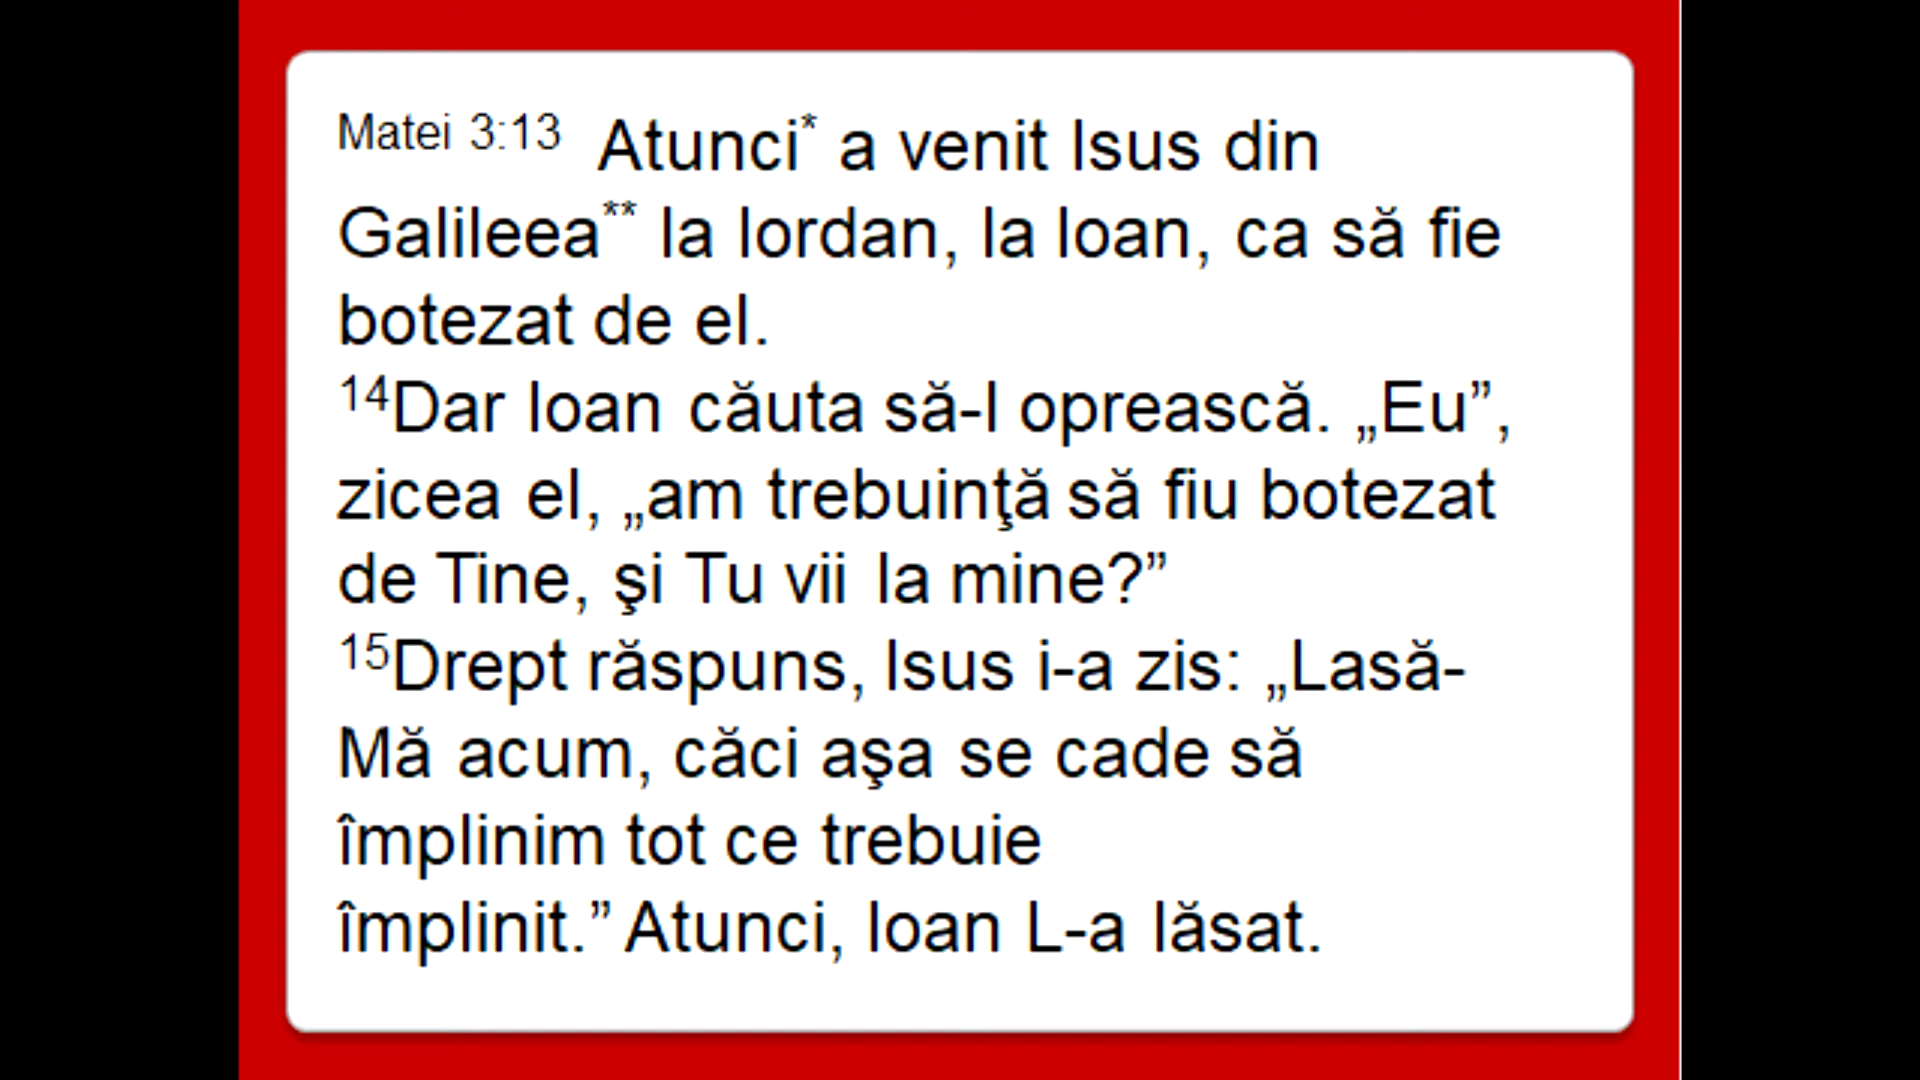 Matei 3:13 Atunci* a venit Isus din
Galileea** la Iordan, la Ioan, ca să fie
botezat de el.
14Dar Ioan căuta să-l oprească. „Eu”,
zicea el, „am trebuinţă să fiu botezat
de Tine, şi Tu vii la mine?”
15Drept răspuns, Isus i-a zis: „Lasă-
Mă acum, căci aşa se cade să
împlinim tot ce trebuie
împlinit.” Atunci, Ioan L-a lăsat.